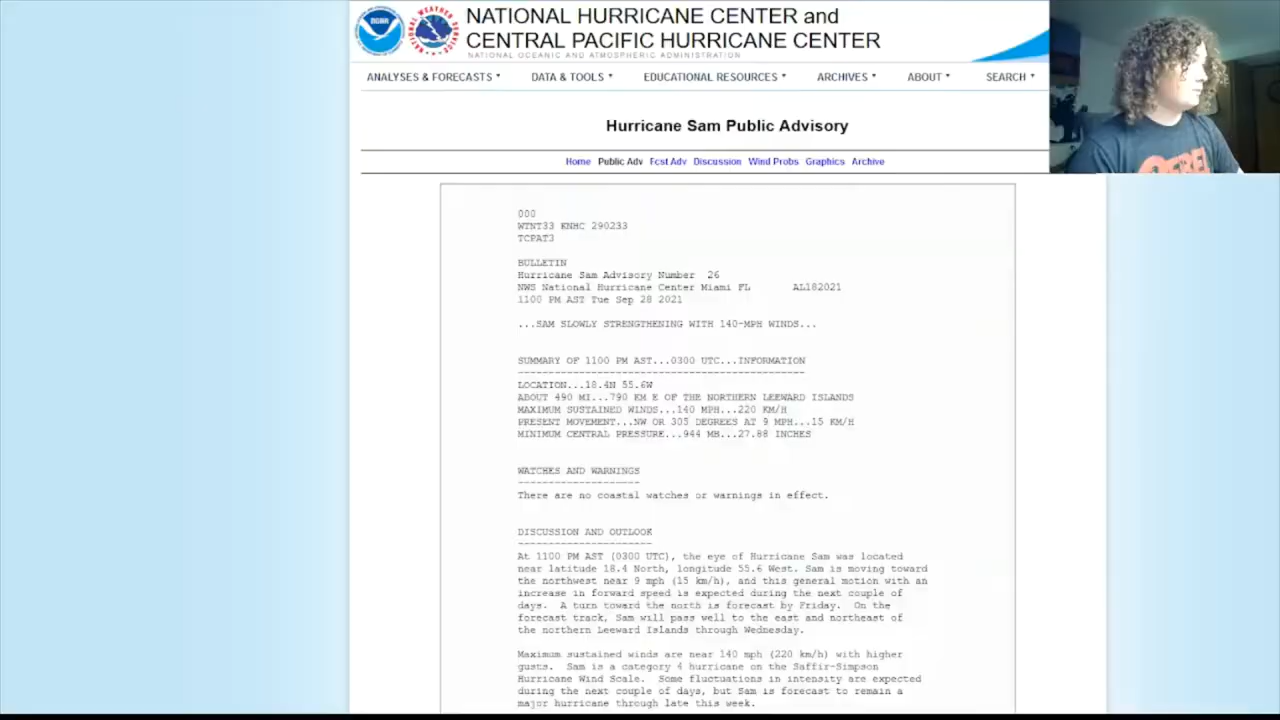 NATIONAL HURRICANE CENTER and
CENTRAL PACIFIC HURRICANE CENTER
NATIONAL OCEANIC AND ATMOSPHERIC ADMINISTRATION
ANALYSES & FORECASTS DATA & TOOLS EDUCATIONAL RESOURCES ARCHIVES ABOUT SEARCH
Hurricane Sam Public Advisory
Home Public Adv Fcst Adv Discussion Wind Probs Graphics Archive
000
WTNT33 KNHC 290233
TCPAT3
BULLETIN
Hurricane Sam Advisory Number 26
NWS National Hurricane Center Miami FL AL182021
1100 PM AST Tue Sep 28 2021
...SAM SLOWLY STRENGTHENING WITH 140-MPH WINDS...
SUMMARY OF 1100 PM AST...0300 UTC...INFORMATION
-----------------------------------------------
LOCATION...18.4N 55.6W
ABOUT 490 MI...790 KM E OF THE NORTHERN LEEWARD ISLANDS
MAXIMUM SUSTAINED WINDS...140 MPH...220 KM/H
PRESENT MOVEMENT...NW OR 305 DEGREES AT 9 MPH...15 KM/H
MINIMUM CENTRAL PRESSURE...944 MB...27.88 INCHES
WATCHES AND WARNINGS
--------------------
There are no coastal watches or warnings in effect.
DISCUSSION AND OUTLOOK
----------------------
At 1100 PM AST (0300 UTC), the eye of Hurricane Sam was located
near latitude 18.4 North, longitude 55.6 West. Sam is moving toward
the northwest near 9 mph (15 km/h), and this general motion with an
increase in forward speed is expected during the next couple of
days. A turn toward the north is forecast by Friday. On the
forecast track, Sam will pass well to the east and northeast of
the northern Leeward Islands through Wednesday.
Maximum sustained winds are near 140 mph (220 km/h) with higher
gusts. Sam is a category 4 hurricane on the Saffir-Simpson
Hurricane Wind Scale. Some fluctuations in intensity are expected
during the next couple of days, but Sam is forecast to remain a
major hurricane through late this week.